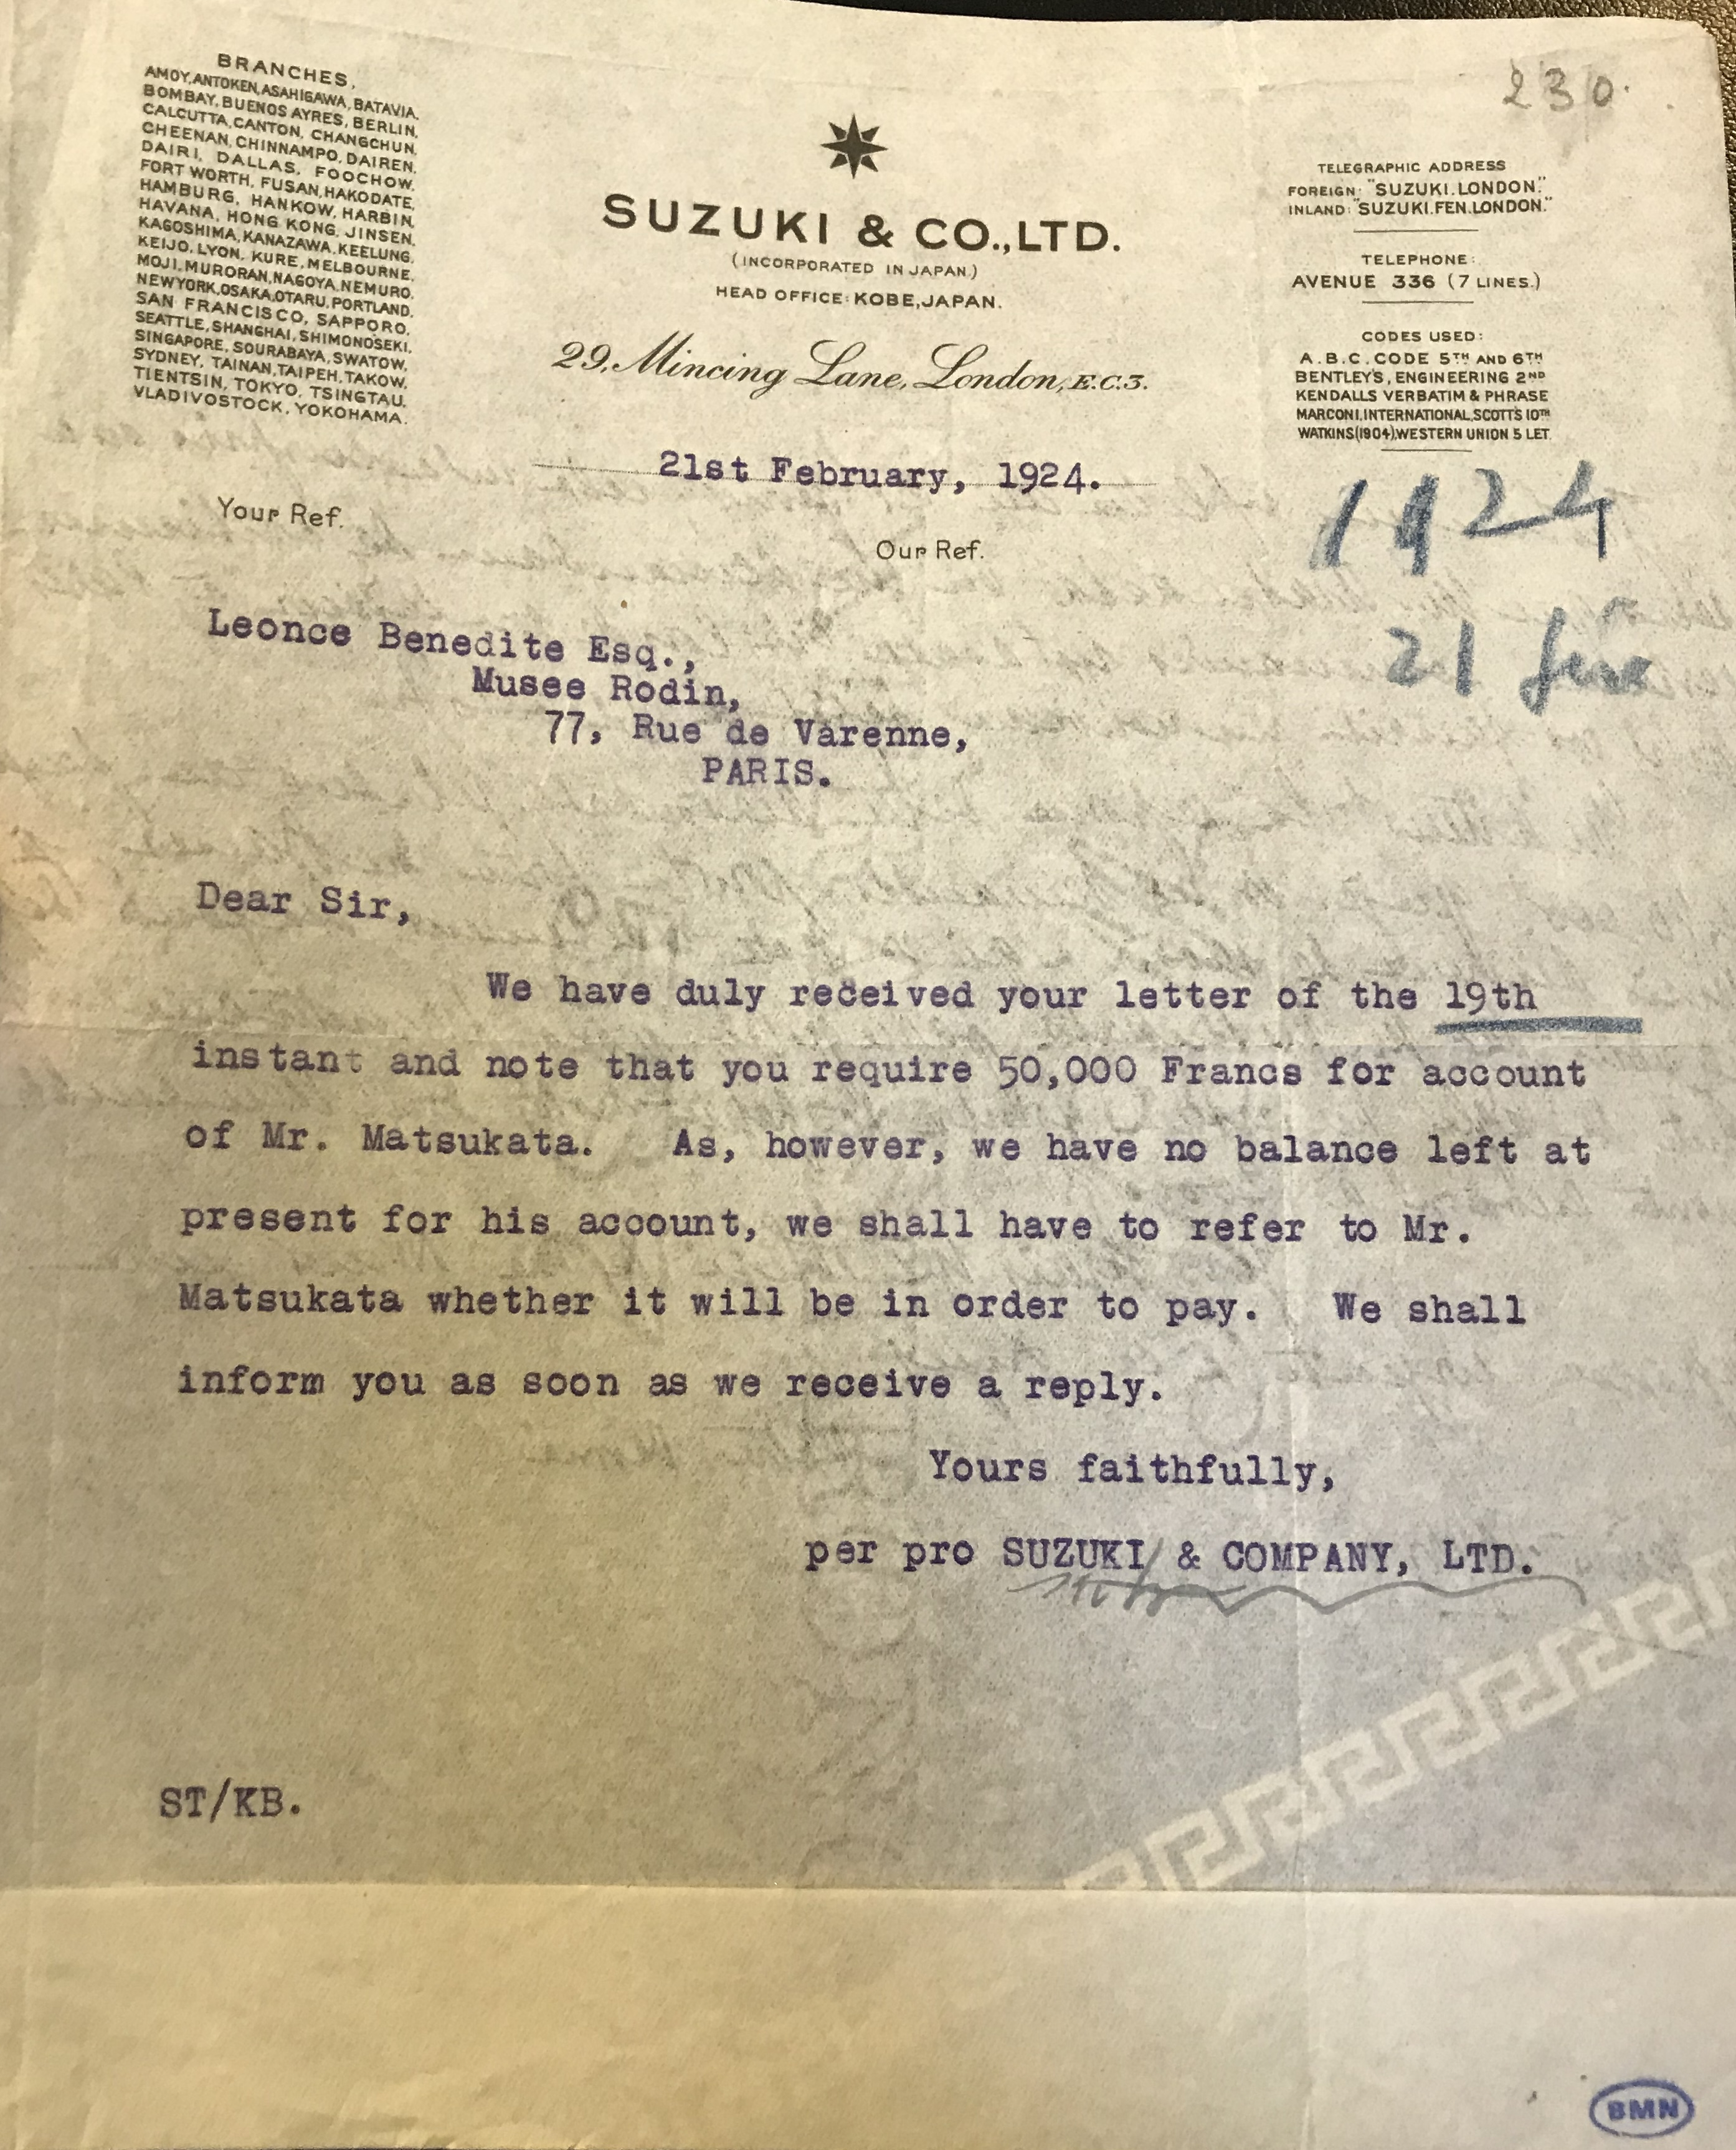 230.
BRANCHES,
AMOY, ANTOKEN, ASAHIGAWA, BATAVIA,
BOMBAY, BUENOS AYRES, BERLIN,
CALCUTTA, CANTON, CHANGCHUN,
CHEENAN, CHINNAMPO, DAIREN,
DAIRI, DALLAS, FOOCHOW,
FORT WORTH, FUSAN, HAKODATE,
HAMBURG, HANKOW, HARBIN,
HAVANA, HONG KONG, JINSEN,
KAGOSHIMA, KANAZAWA, KEELUNG,
KEIJO, LYON, KURE, MELBOURNE,
MOJI, MURORAN, NAGOYA, NEMURO,
NEWYORK, OSAKA, OTARU, PORTLAND,
SAN FRANCISCO, SAPPORO,
SEATTLE, SHANGHAI, SHIMONOSEKI,
SINGAPORE, SOURABAYA, SWATOW,
SYDNEY, TAINAN, TAIPEH, TAKOW,
TIENTSIN, TOKYO, TSINGTAU,
VLADIVOSTOCK, YOKOHAMA.
SUZUKI & CO., LTD.
(INCORPORATED IN JAPAN.)
HEAD OFFICE: KOBE, JAPAN.
29, Mincing Lane, London, E.C.3.
TELEGRAPHIC ADDRESS
FOREIGN: "SUZUKI. LONDON."
INLAND: "SUZUKI. FEN. LONDON."
TELEPHONE:
AVENUE 336 (7 LINES.)
CODES USED:
A.B.C. CODE 5TH AND 6TH
BENTLEY'S, ENGINEERING 2ND
KENDALLS VERBATIM & PHRASE
MARCONI, INTERNATIONAL, SCOTT'S 10TH
WATKINS (1904), WESTERN UNION 5 LET.
21st February, 1924.
1924
21
Your Ref.
Our Ref.
Leonce Benedite Esq.,
Musee Rodin,
77, Rue de Varenne,
PARIS.
Dear Sir,
We have duly received your letter of the 19th
instant and note that you require 50,000 Francs for account
of Mr. Matsukata. As, however, we have no balance left at
present for his account, we shall have to refer to Mr.
Matsukata whether it will be in order to pay. We shall
inform you as soon as we receive a reply.
Yours faithfully,
per pro SUZUKI & COMPANY, LTD.
ST/KB.
BMN